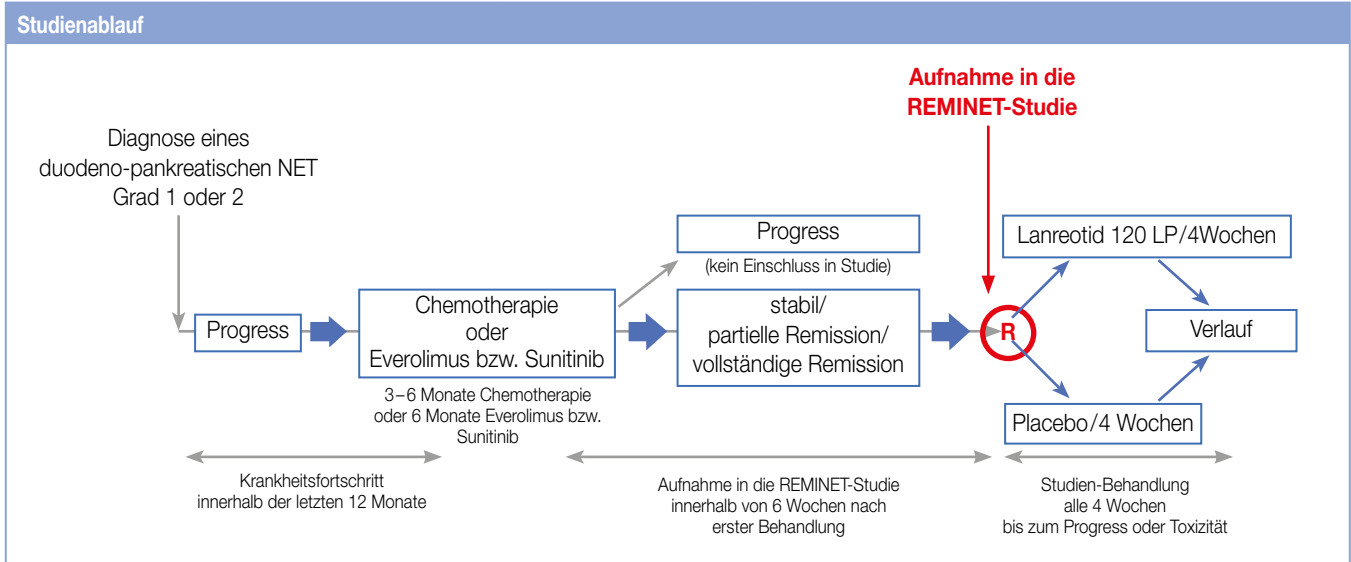 Studienablauf
Aufnahme in die
REMINET-Studie
Diagnose eines
duodeno-pankreatischen NET
Grad 1 oder 2
Progress
(kein Einschluss in Studie)
Lanreotid 120 LP/4Wochen
Progress
Chemotherapie
oder
Everolimus bzw. Sunitinib
stabil/
partielle Remission/
vollständige Remission
R
Verlauf
3–6 Monate Chemotherapie
oder 6 Monate Everolimus bzw.
Sunitinib
Placebo/4 Wochen
Krankheitsfortschritt
innerhalb der letzten 12 Monate
Aufnahme in die REMINET-Studie
innerhalb von 6 Wochen nach
erster Behandlung
Studien-Behandlung
alle 4 Wochen
bis zum Progress oder Toxizität